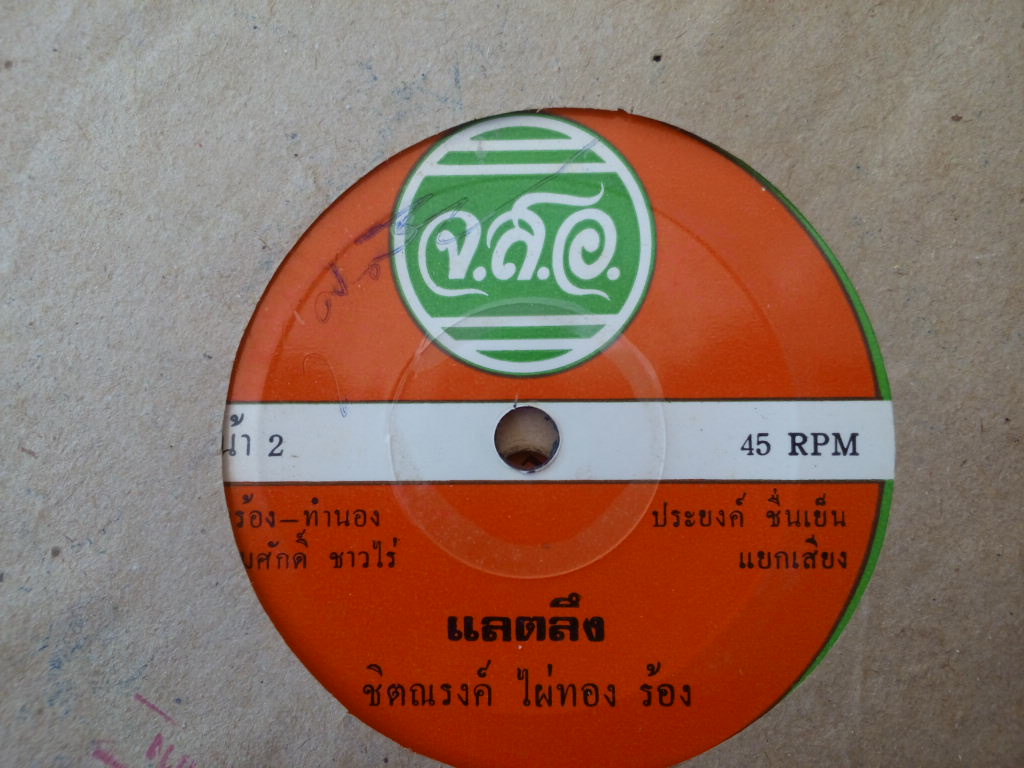 จ.ส.อ.
น้า 2
45 RPM
ร้อง-ทำนอง
ประยงค์ ชื่นเย็น
ศักดิ์ ชาวไร่
แยกเสียง
แลตลึง
ชิตณรงค์ ไผ่ทอง ร้อง